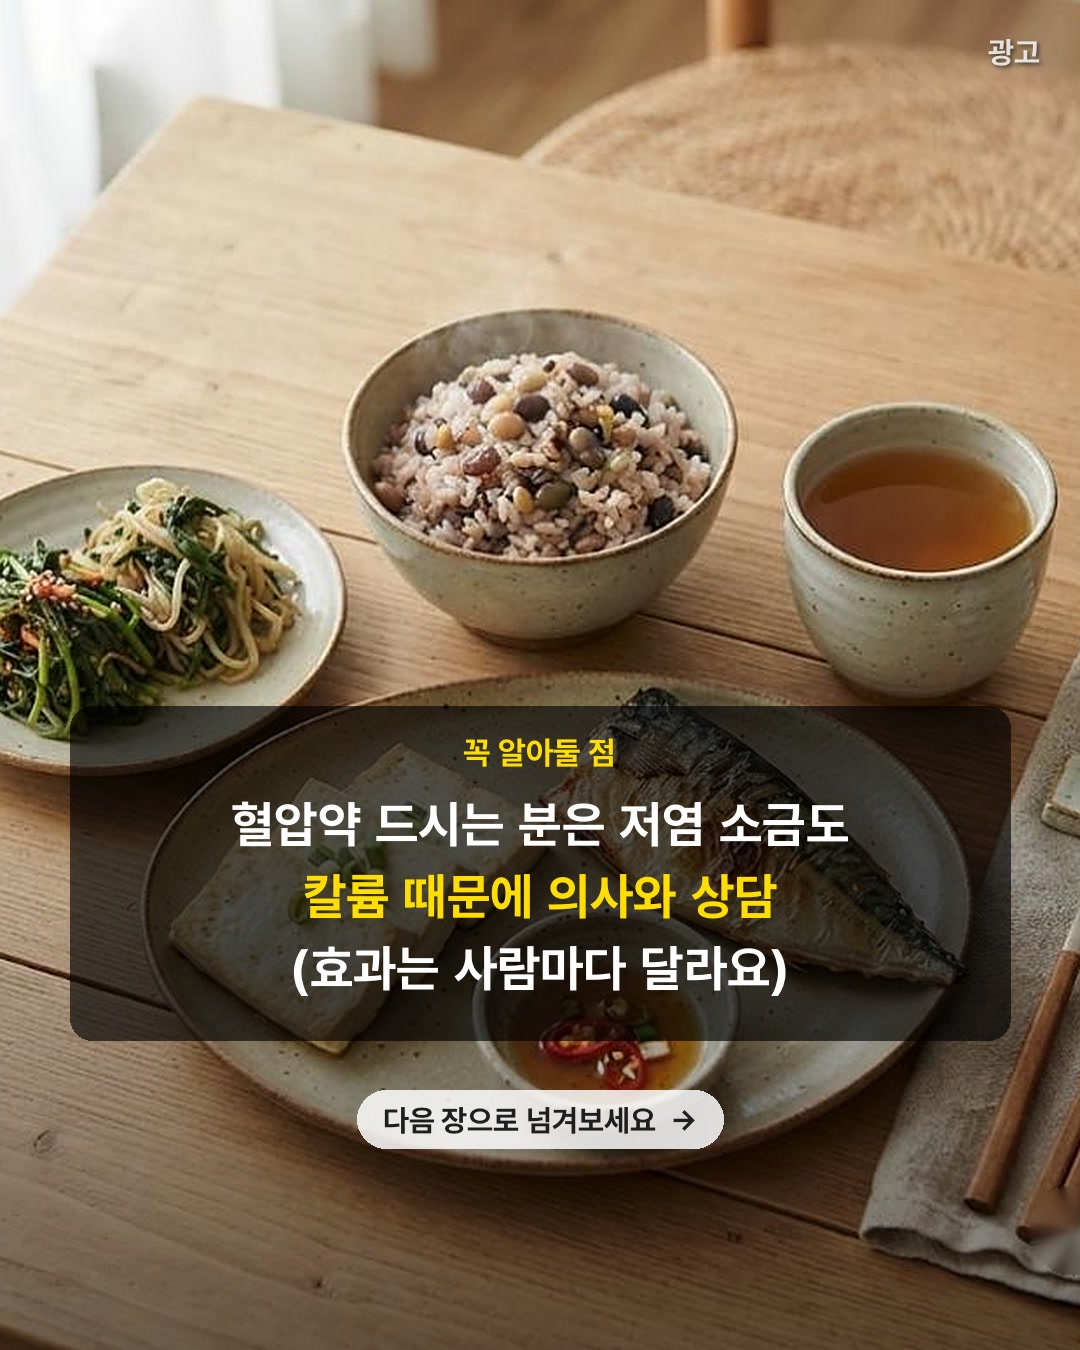 광고
꼭 알아둘 점
혈압약 드시는 분은 저염 소금도
칼륨 때문에 의사와 상담
(효과는 사람마다 달라요)
다음 장으로 넘겨보세요 →